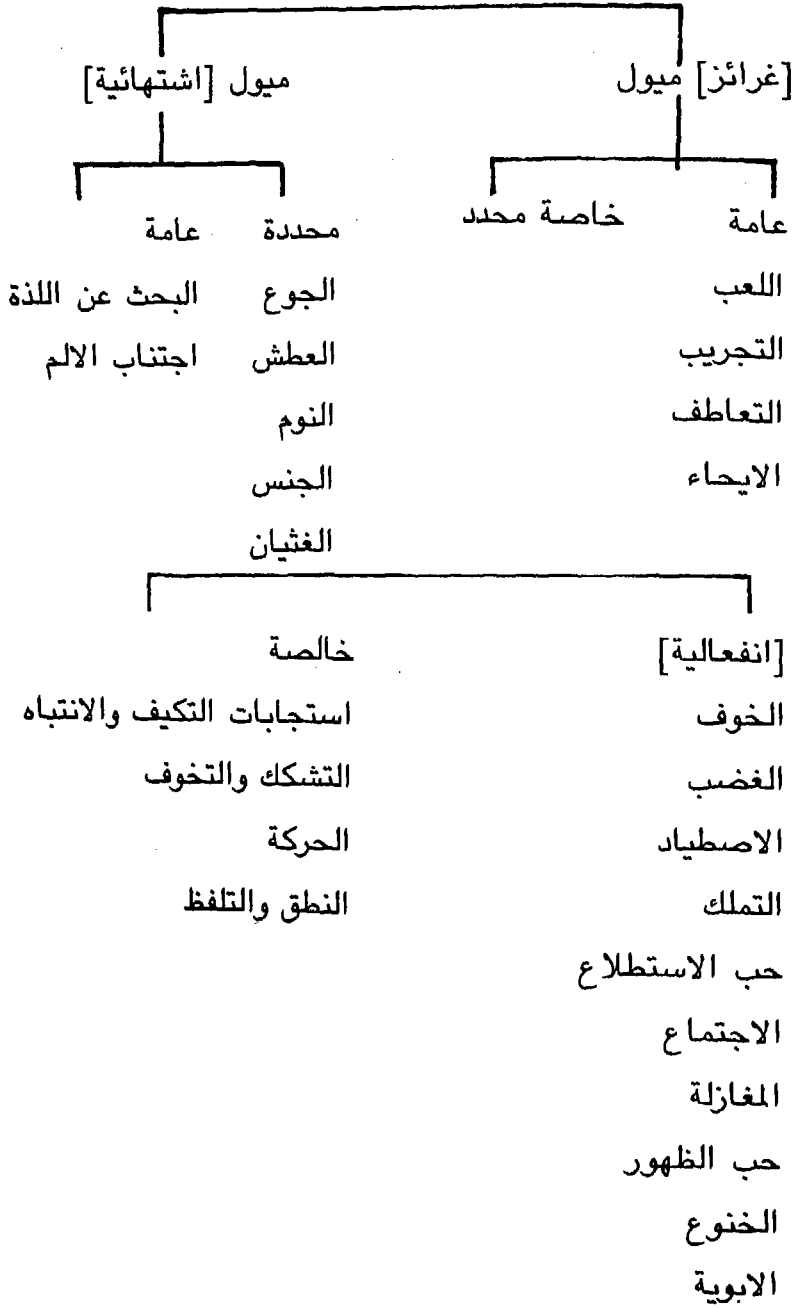 [غرائز] ميول
ميول [اشتهائية]
عامة
خاصة محدد
محددة
عامة
اللعب
الجوع
البحث عن اللذة
التجريب
العطش
اجتناب الالم
التعاطف
النوم
الايحاء
الجنس
الغثيان
[انفعالية]
خالصة
الخوف
استجابات التكيف والانتباه
الغضب
التشكك والتخوف
الاصطياد
الحركة
التملك
النطق والتلفظ
حب الاستطلاع
الاجتماع
المغازلة
حب الظهور
الخنوع
الابوية